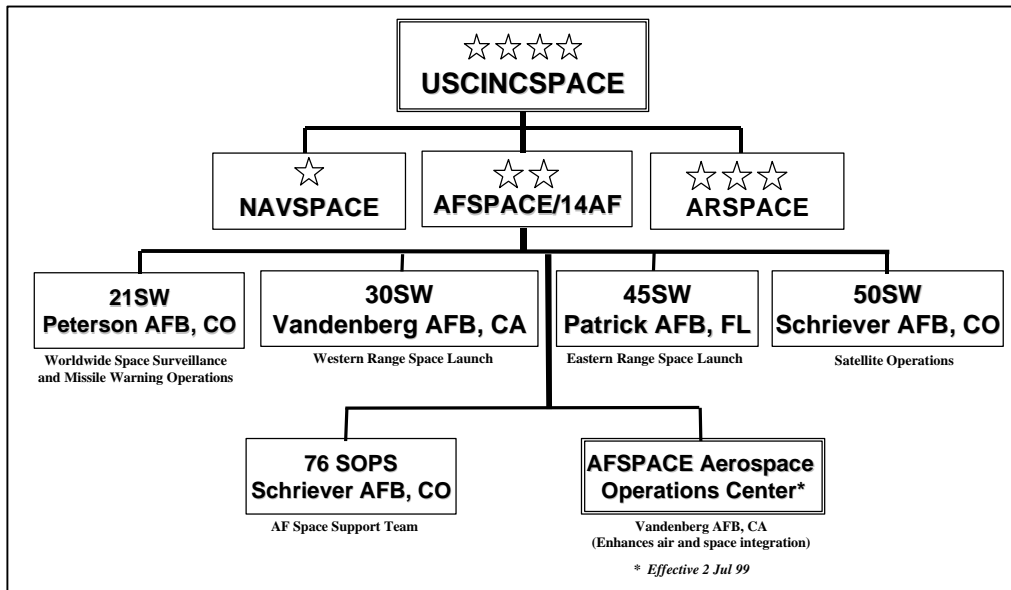 USCINCSPACE
NAVSPACE
AFSPACE/14AF
ARSPACE
21SW
Peterson AFB, CO
Worldwide Space Surveillance
and Missile Warning Operations
30SW
Vandenberg AFB, CA
Western Range Space Launch
45SW
Patrick AFB, FL
Eastern Range Space Launch
50SW
Schriever AFB, CO
Satellite Operations
76 SOPS
Schriever AFB, CO
AF Space Support Team
AFSPACE Aerospace
Operations Center*
Vandenberg AFB, CA
(Enhances air and space integration)
* Effective 2 Jul 99